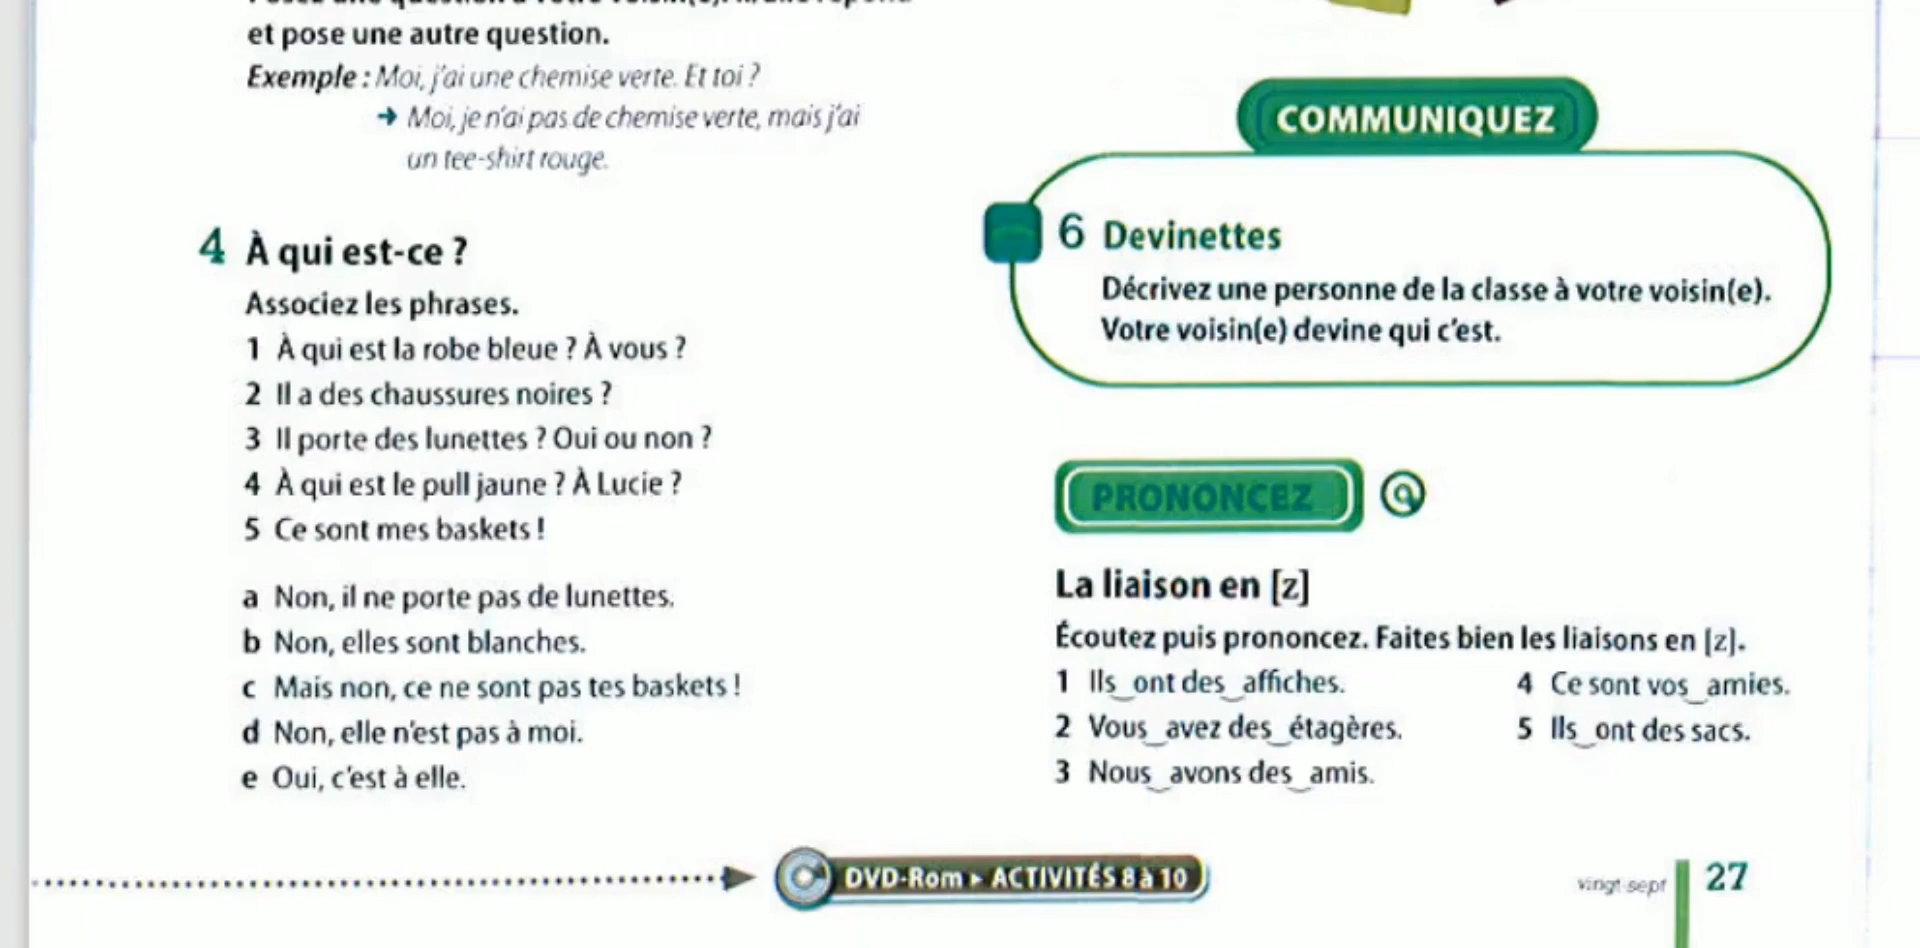 et pose une autre question.
Exemple : Moi, j'ai une chemise verte. Et toi ?
➔ Moi, je n'ai pas de chemise verte, mais j'ai
un tee-shirt rouge.
4 À qui est-ce ?
Associez les phrases.
1 À qui est la robe bleue ? À vous ?
2 Il a des chaussures noires ?
3 Il porte des lunettes ? Oui ou non ?
4 À qui est le pull jaune ? À Lucie ?
5 Ce sont mes baskets !
a Non, il ne porte pas de lunettes.
b Non, elles sont blanches.
c Mais non, ce ne sont pas tes baskets !
d Non, elle n'est pas à moi.
e Oui, c'est à elle.
COMMUNIQUEZ
6 Devinettes
Décrivez une personne de la classe à votre voisin(e).
Votre voisin(e) devine qui c'est.
PRONONCEZ
La liaison en [z]
Écoutez puis prononcez. Faites bien les liaisons en [z].
1 Ils‿ont des‿affiches.
2 Vous‿avez des‿étagères.
3 Nous‿avons des‿amis.
4 Ce sont vos‿amies.
5 Ils‿ont des sacs.
DVD-Rom ▸ ACTIVITÉS 8 à 10
vingt-sept 27